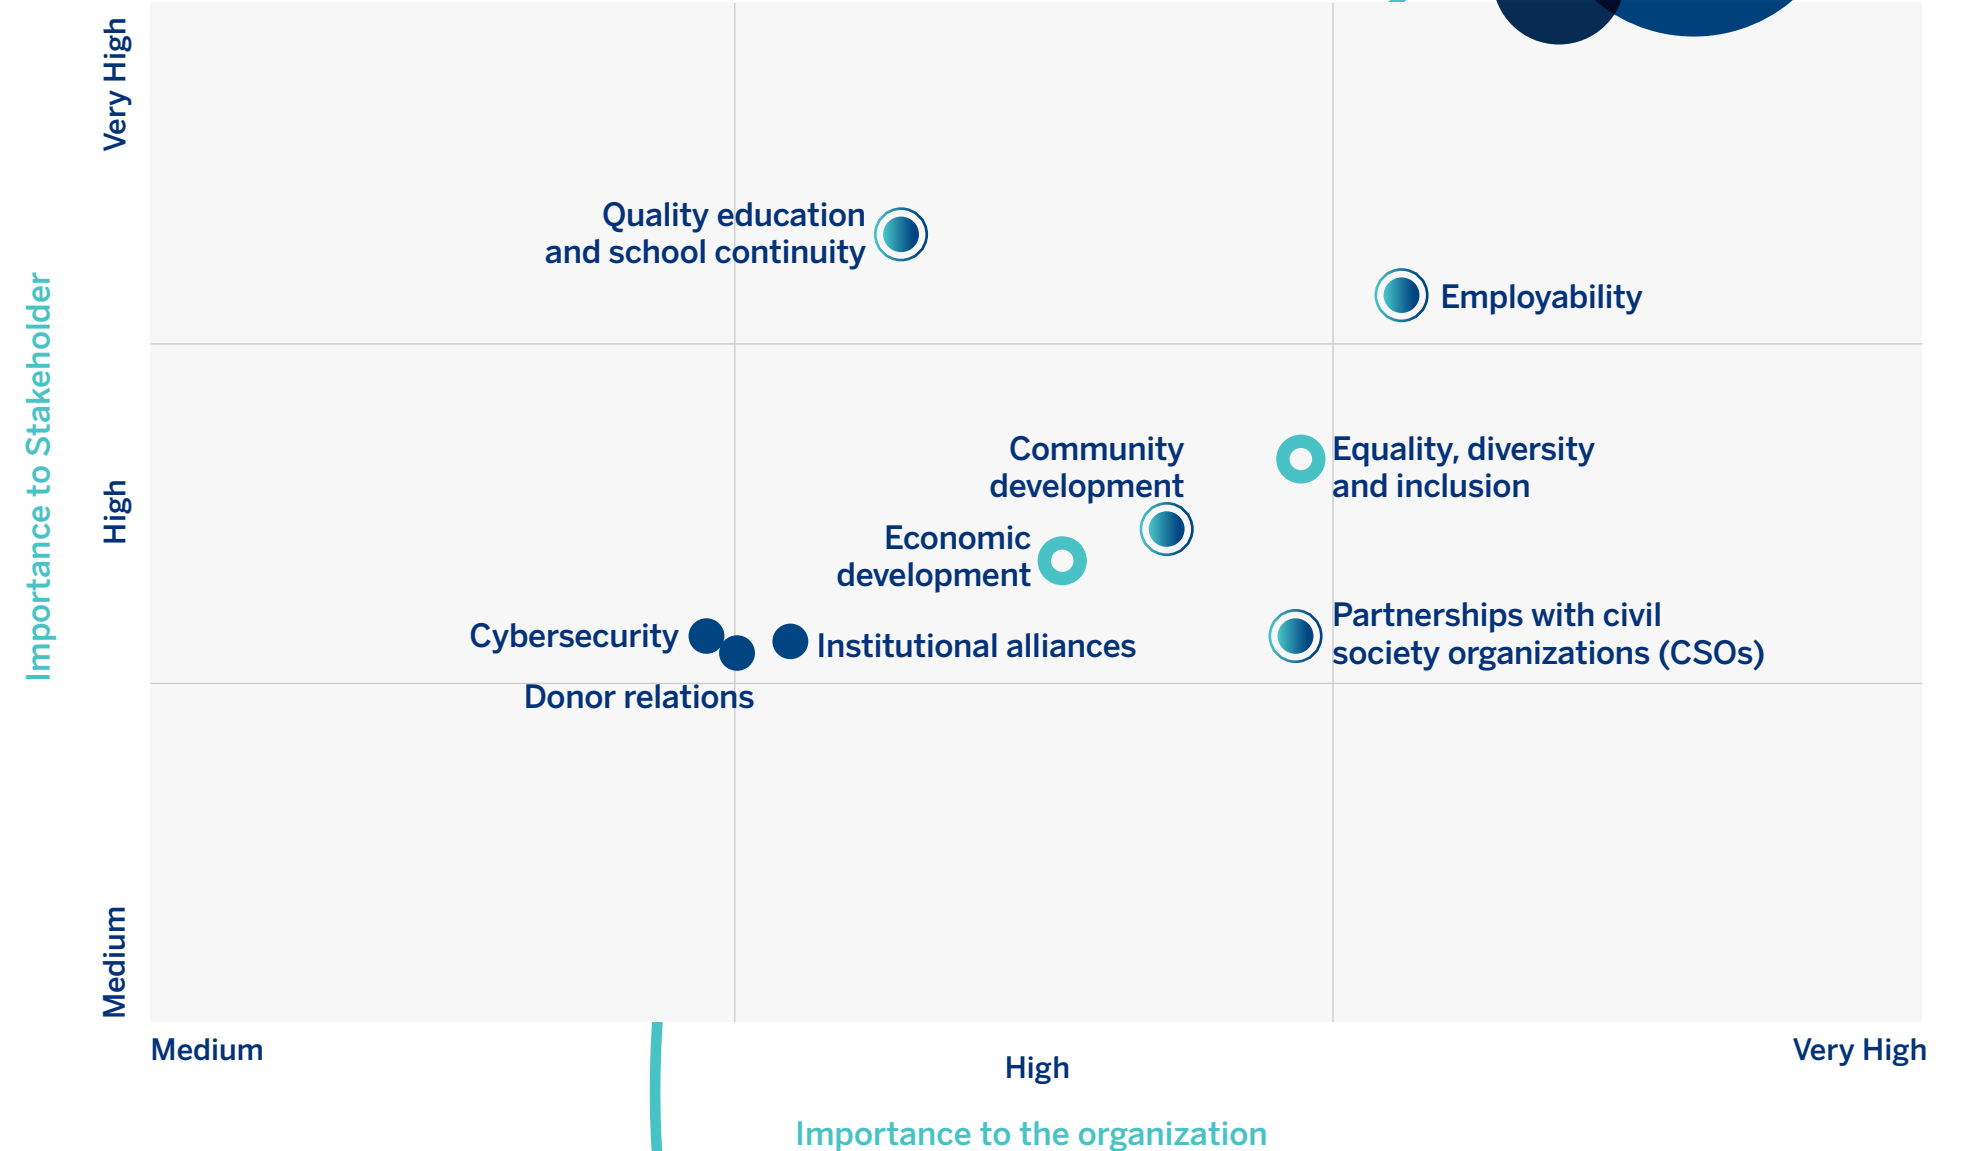 Very High
Quality education
and school continuity
Employability
Importance to Stakeholder
High
Community
development
Equality, diversity
and inclusion
Economic
development
Cybersecurity
Institutional alliances
Partnerships with civil
society organizations (CSOs)
Donor relations
Medium
Medium
High
Very High
Importance to the organization